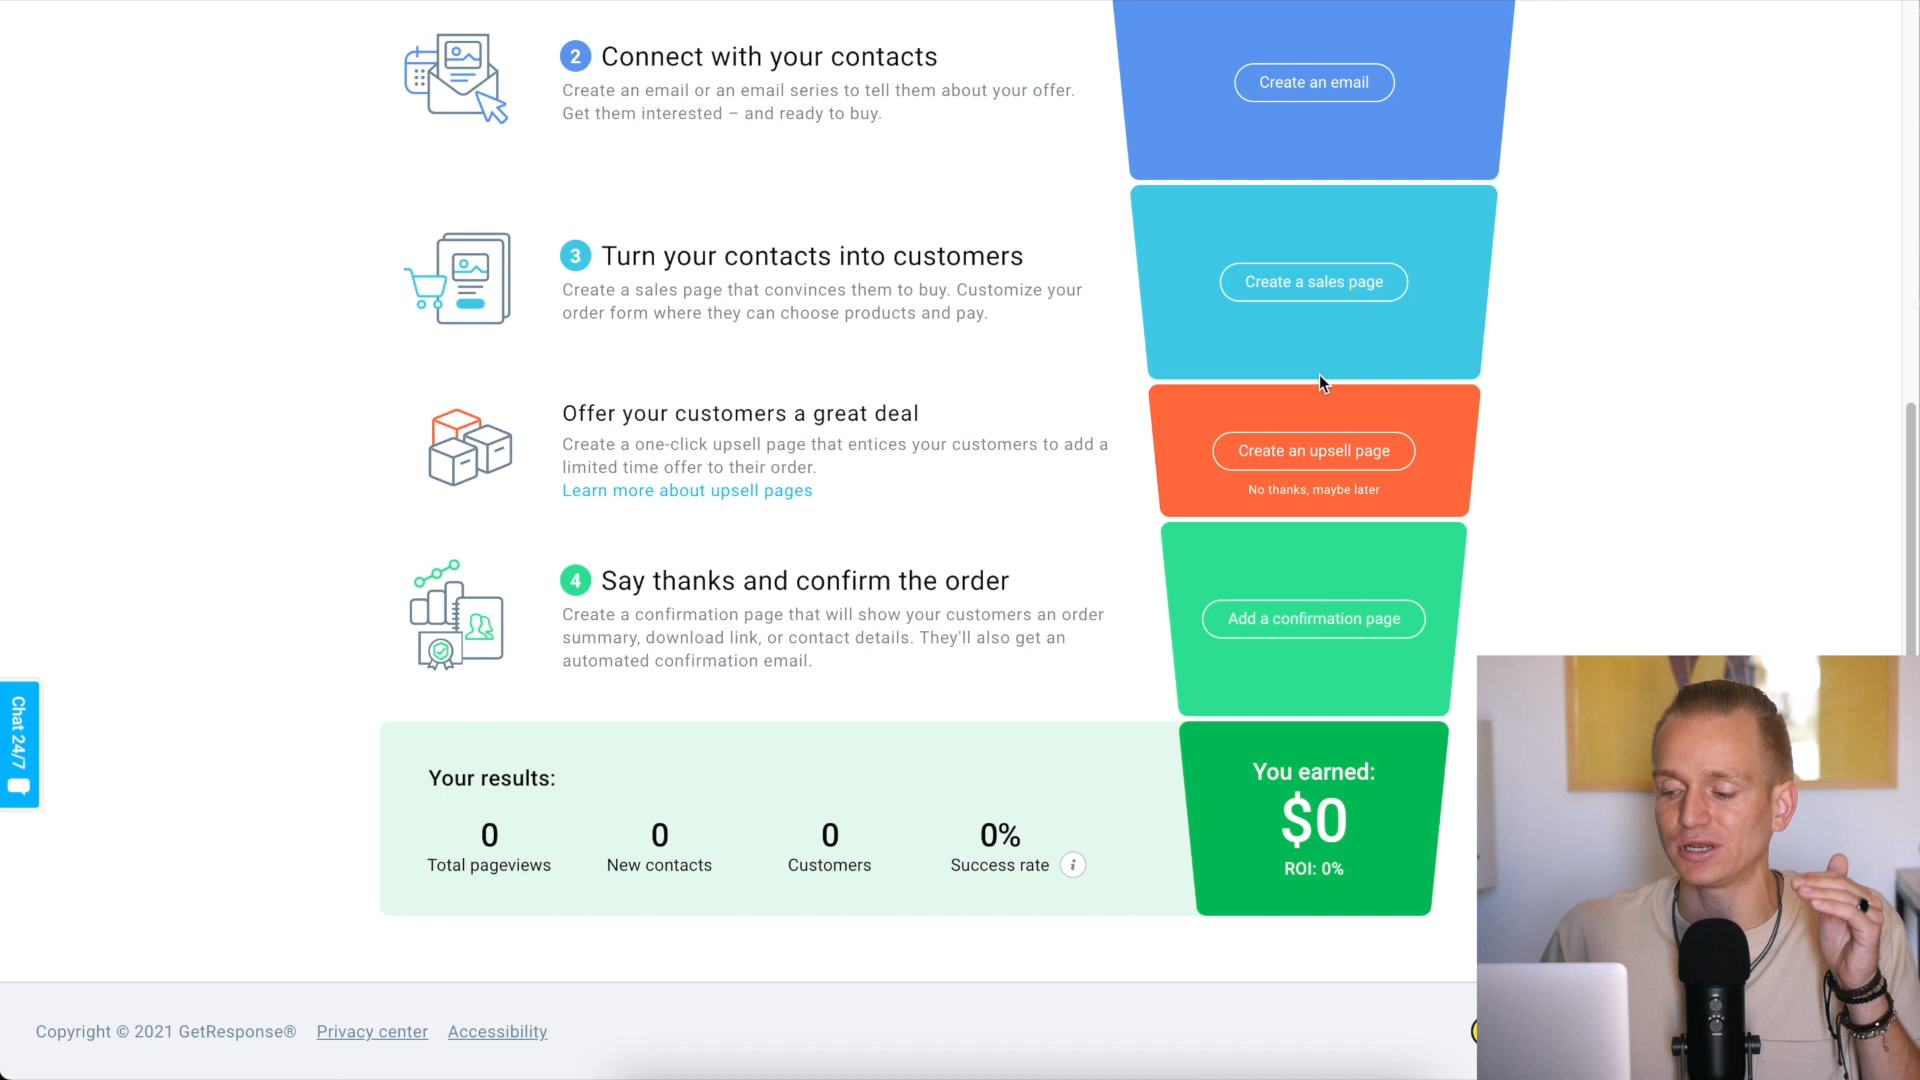 2 Connect with your contacts
Create an email or an email series to tell them about your offer.
Get them interested – and ready to buy.
Create an email
3 Turn your contacts into customers
Create a sales page that convinces them to buy. Customize your
order form where they can choose products and pay.
Create a sales page
Offer your customers a great deal
Create a one-click upsell page that entices your customers to add a
limited time offer to their order.
Learn more about upsell pages
Create an upsell page
No thanks, maybe later
4 Say thanks and confirm the order
Create a confirmation page that will show your customers an order
summary, download link, or contact details. They'll also get an
automated confirmation email.
Add a confirmation page
Chat 24/7
Your results:
0
Total pageviews
0
New contacts
0
Customers
0%
Success rate i
You earned:
$0
ROI: 0%
Copyright © 2021 GetResponse® Privacy center Accessibility